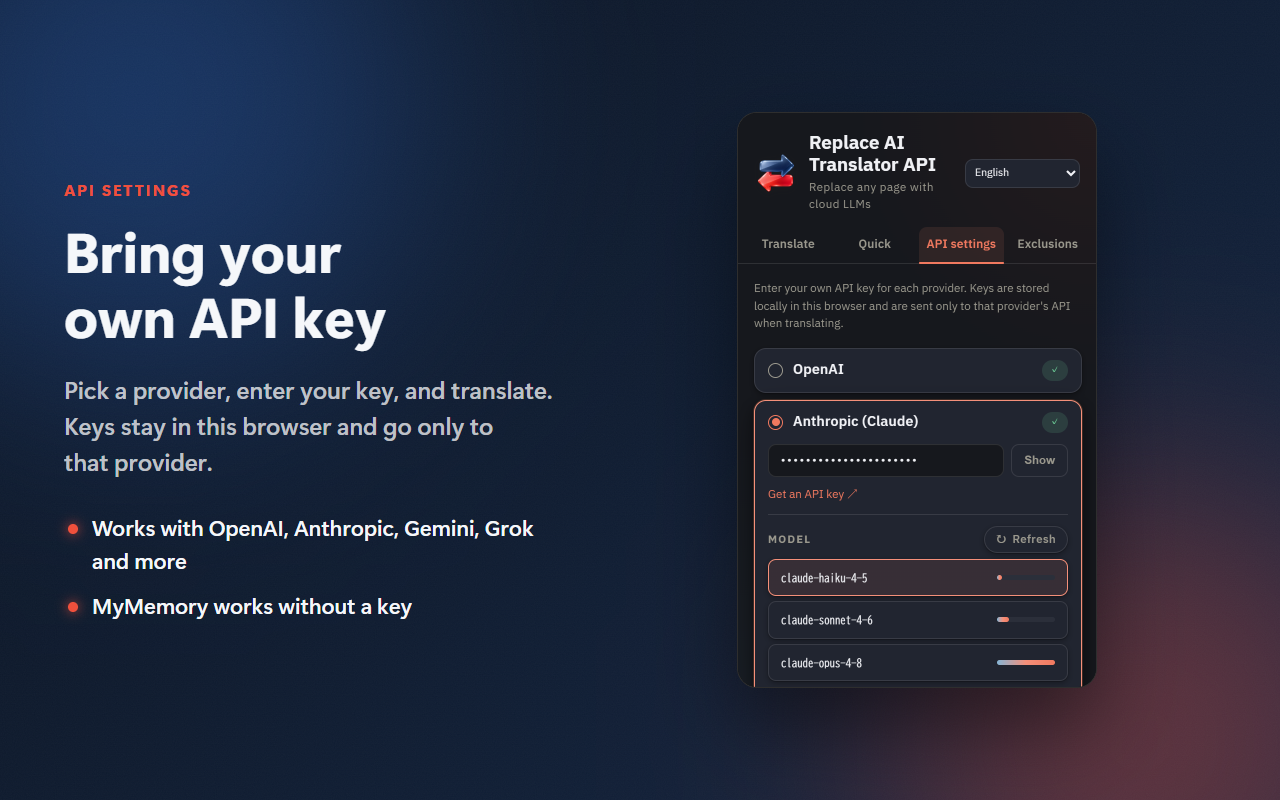 API SETTINGS
Bring your
own API key
Pick a provider, enter your key, and translate.
Keys stay in this browser and go only to
that provider.
Works with OpenAI, Anthropic, Gemini, Grok
and more
MyMemory works without a key
Replace AI
Translator API
Replace any page with
cloud LLMs
English
Translate
Quick
API settings
Exclusions
Enter your own API key for each provider. Keys are stored
locally in this browser and are sent only to that provider's API
when translating.
OpenAI ✓
Anthropic (Claude) ✓
•••••••••••••••••••••• Show
Get an API key ↗
MODEL
↻ Refresh
claude-haiku-4-5
claude-sonnet-4-6
claude-opus-4-8